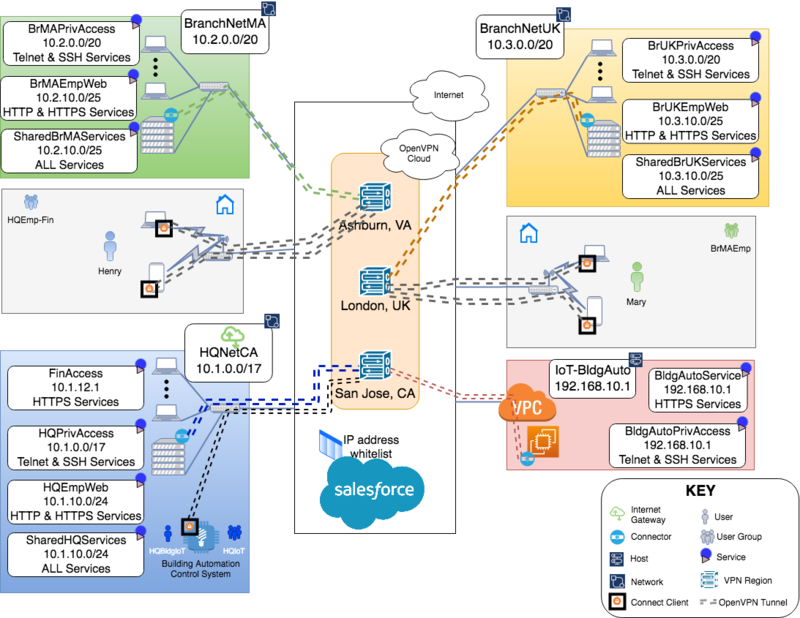 BrMAPrivAccess
10.2.0.0/20
Telnet & SSH Services
BrMAEmpWeb
10.2.10.0/25
HTTP & HTTPS Services
SharedBrMAServices
10.2.10.0/25
ALL Services
BranchNetMA
10.2.0.0/20
Internet
OpenVPN
Cloud
BranchNetUK
10.3.0.0/20
BrUKPrivAccess
10.3.0.0/20
Telnet & SSH Services
BrUKEmpWeb
10.3.10.0/25
HTTP & HTTPS Services
SharedBrUKServices
10.3.10.0/25
ALL Services
HQEmp-Fin
Henry
Ashburn, VA
London, UK
San Jose, CA
BrMAEmp
Mary
HQNetCA
10.1.0.0/17
FinAccess
10.1.12.1
HTTPS Services
HQPrivAccess
10.1.0.0/17
Telnet & SSH Services
HQEmpWeb
10.1.10.0/24
HTTP & HTTPS Services
SharedHQServices
10.1.10.0/24
ALL Services
HQBldgIoT
HQIoT
Building Automation
Control System
IP address
whitelist
salesforce
IoT-BldgAuto
192.168.10.1
VPC
BldgAutoService
192.168.10.1
HTTPS Services
BldgAutoPrivAccess
192.168.10.1
Telnet & SSH Services
KEY
Internet
Gateway
Connector
Host
Network
Connect Client
User
User Group
Service
VPN Region
OpenVPN Tunnel